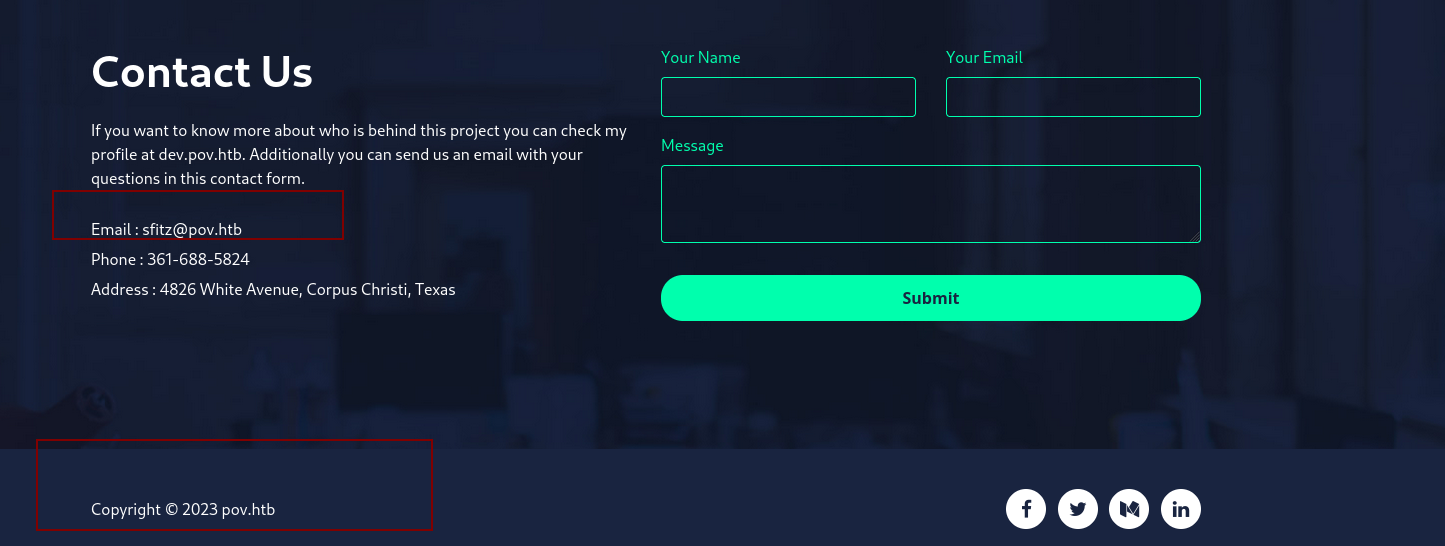 Contact Us
If you want to know more about who is behind this project you can check my
profile at dev.pov.htb. Additionally you can send us an email with your
questions in this contact form.
Email : sfitz@pov.htb
Phone : 361-688-5824
Address : 4826 White Avenue, Corpus Christi, Texas
Your Name
Your Email
Message
Submit
Copyright © 2023 pov.htb